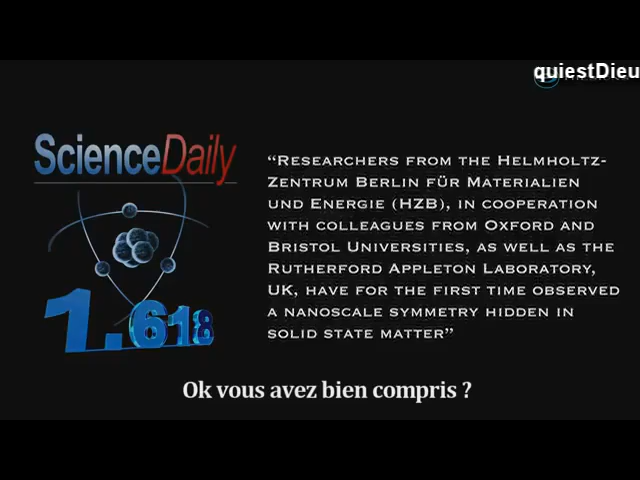 quiestDieu
ScienceDaily
“RESEARCHERS FROM THE HELMHOLTZ-
ZENTRUM BERLIN FÜR MATERIALIEN
UND ENERGIE (HZB), IN COOPERATION
WITH COLLEAGUES FROM OXFORD AND
BRISTOL UNIVERSITIES, AS WELL AS THE
RUTHERFORD APPLETON LABORATORY,
UK, HAVE FOR THE FIRST TIME OBSERVED
A NANOSCALE SYMMETRY HIDDEN IN
SOLID STATE MATTER”
1.618
Ok vous avez bien compris ?